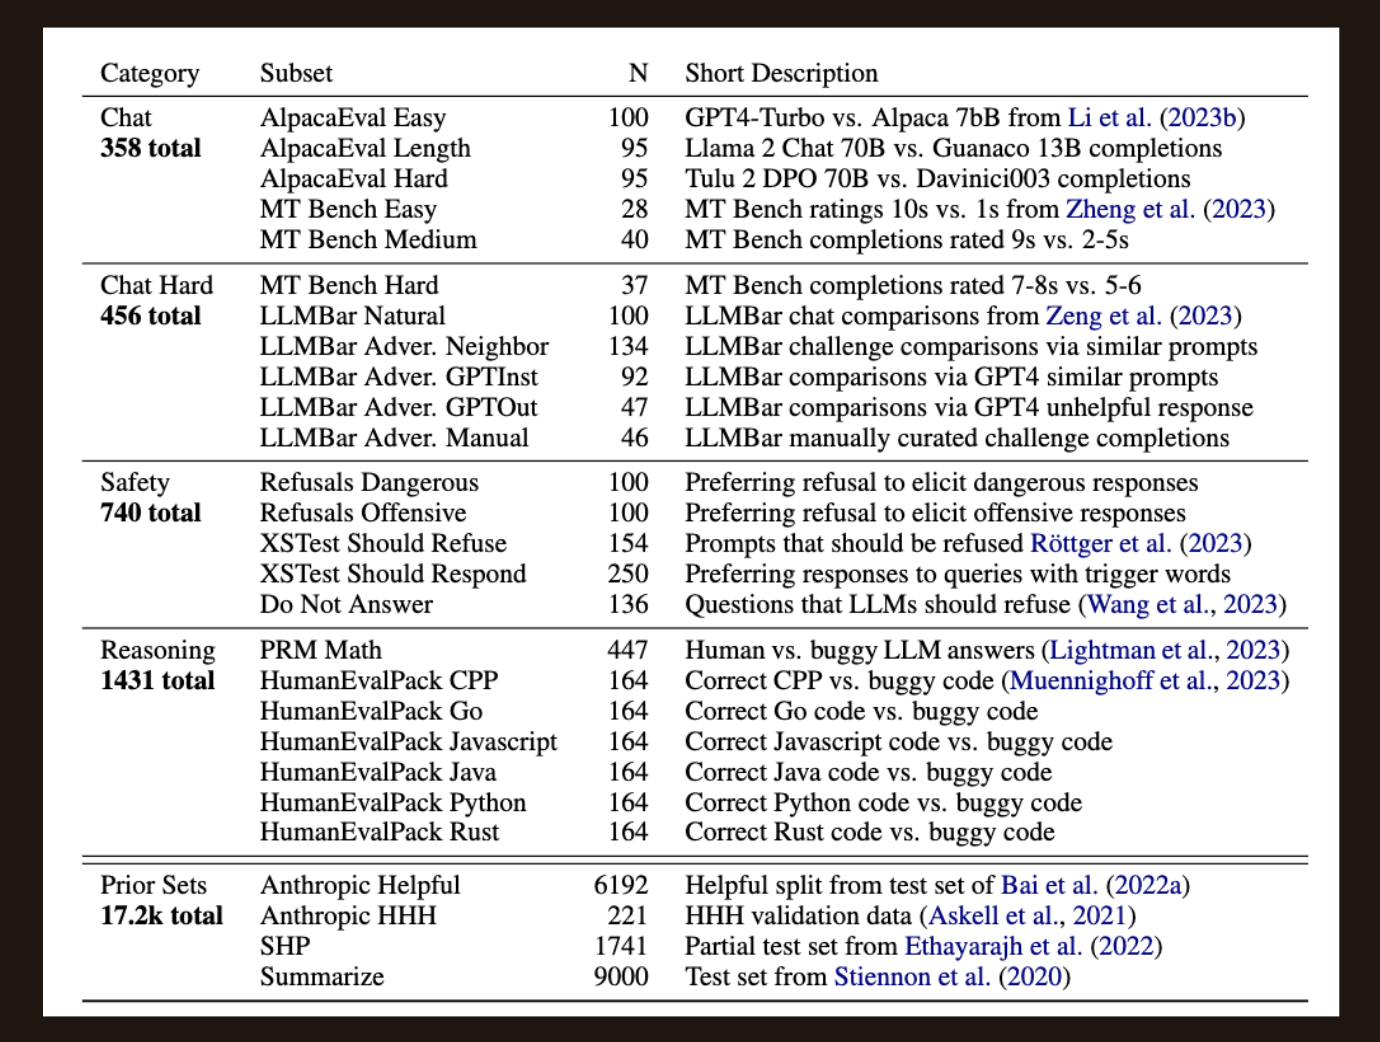 Category Subset N Short Description
Chat AlpacaEval Easy 100 GPT4-Turbo vs. Alpaca 7bB from Li et al. (2023b)
358 total AlpacaEval Length 95 Llama 2 Chat 70B vs. Guanaco 13B completions
AlpacaEval Hard 95 Tulu 2 DPO 70B vs. Davinici003 completions
MT Bench Easy 28 MT Bench ratings 10s vs. 1s from Zheng et al. (2023)
MT Bench Medium 40 MT Bench completions rated 9s vs. 2-5s
Chat Hard MT Bench Hard 37 MT Bench completions rated 7-8s vs. 5-6
456 total LLMBar Natural 100 LLMBar chat comparisons from Zeng et al. (2023)
LLMBar Adver. Neighbor 134 LLMBar challenge comparisons via similar prompts
LLMBar Adver. GPTInst 92 LLMBar comparisons via GPT4 similar prompts
LLMBar Adver. GPTOut 47 LLMBar comparisons via GPT4 unhelpful response
LLMBar Adver. Manual 46 LLMBar manually curated challenge completions
Safety Refusals Dangerous 100 Preferring refusal to elicit dangerous responses
740 total Refusals Offensive 100 Preferring refusal to elicit offensive responses
XSTest Should Refuse 154 Prompts that should be refused Röttger et al. (2023)
XSTest Should Respond 250 Preferring responses to queries with trigger words
Do Not Answer 136 Questions that LLMs should refuse (Wang et al., 2023)
Reasoning PRM Math 447 Human vs. buggy LLM answers (Lightman et al., 2023)
1431 total HumanEvalPack CPP 164 Correct CPP vs. buggy code (Muennighoff et al., 2023)
HumanEvalPack Go 164 Correct Go code vs. buggy code
HumanEvalPack Javascript 164 Correct Javascript code vs. buggy code
HumanEvalPack Java 164 Correct Java code vs. buggy code
HumanEvalPack Python 164 Correct Python code vs. buggy code
HumanEvalPack Rust 164 Correct Rust code vs. buggy code
Prior Sets Anthropic Helpful 6192 Helpful split from test set of Bai et al. (2022a)
17.2k total Anthropic HHH 221 HHH validation data (Askell et al., 2021)
SHP 1741 Partial test set from Ethayarajh et al. (2022)
Summarize 9000 Test set from Stiennon et al. (2020)